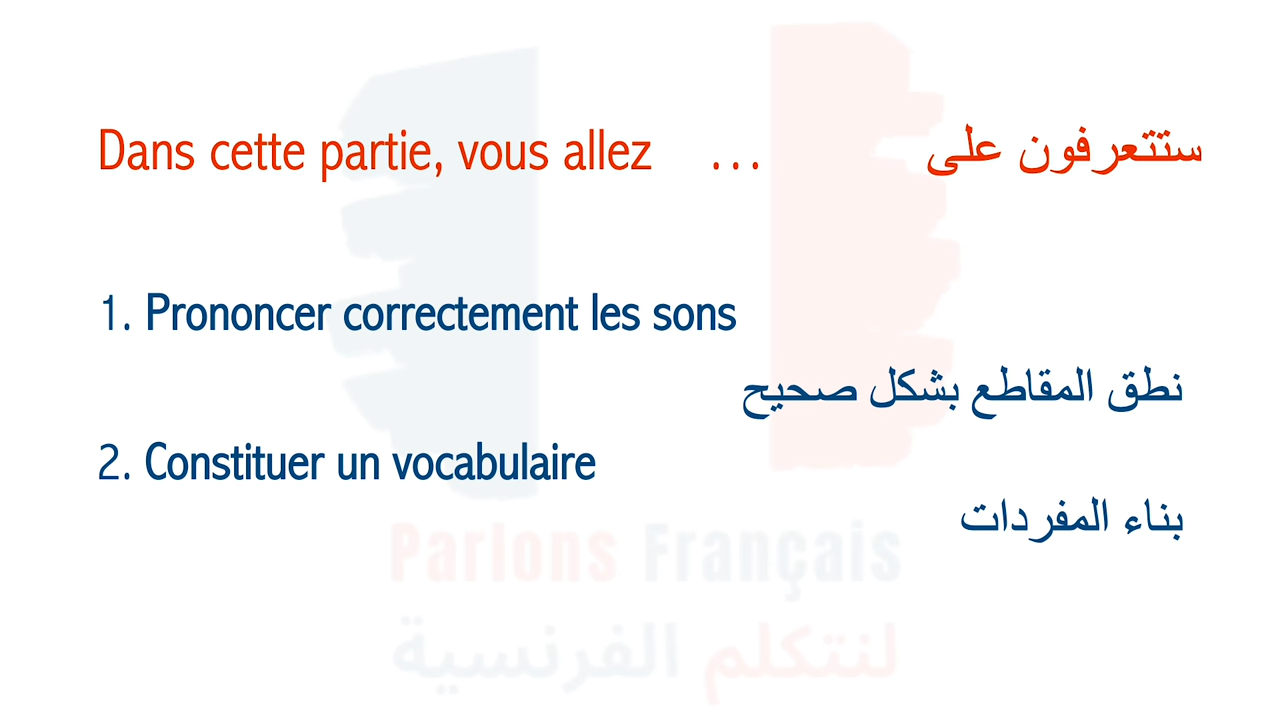 Dans cette partie, vous allez ... ستتعرفون على
1. Prononcer correctement les sons
نطق المقاطع بشكل صحيح
2. Constituer un vocabulaire
بناء المفردات
Parlons Français
لنتكلم الفرنسية